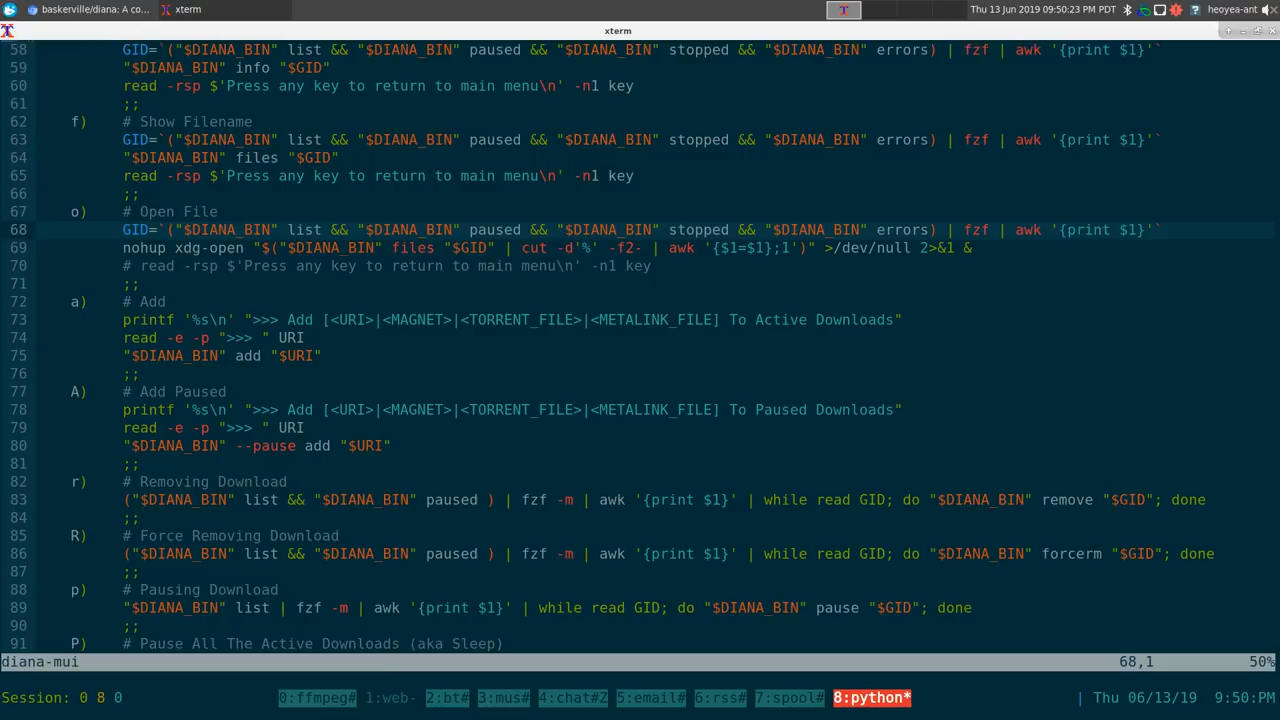 baskerville/diana: A co... xterm Thu 13 Jun 2019 09:50:23 PM PDT heoyea-ant
xterm
58 GID=`("$DIANA_BIN" list && "$DIANA_BIN" paused && "$DIANA_BIN" stopped && "$DIANA_BIN" errors) | fzf | awk '{print $1}'`
59 "$DIANA_BIN" info "$GID"
60 read -rsp $'Press any key to return to main menu\n' -n1 key
61 ;;
62 f) # Show Filename
63 GID=`("$DIANA_BIN" list && "$DIANA_BIN" paused && "$DIANA_BIN" stopped && "$DIANA_BIN" errors) | fzf | awk '{print $1}'`
64 "$DIANA_BIN" files "$GID"
65 read -rsp $'Press any key to return to main menu\n' -n1 key
66 ;;
67 o) # Open File
68 GID=`("$DIANA_BIN" list && "$DIANA_BIN" paused && "$DIANA_BIN" stopped && "$DIANA_BIN" errors) | fzf | awk '{print $1}'`
69 nohup xdg-open "$("$DIANA_BIN" files "$GID" | cut -d'%' -f2- | awk '{$1=$1};1')" >/dev/null 2>&1 &
70 # read -rsp $'Press any key to return to main menu\n' -n1 key
71 ;;
72 a) # Add
73 printf '%s\n' ">>> Add [<URI>|<MAGNET>|<TORRENT_FILE>|<METALINK_FILE] To Active Downloads"
74 read -e -p ">>> " URI
75 "$DIANA_BIN" add "$URI"
76 ;;
77 A) # Add Paused
78 printf '%s\n' ">>> Add [<URI>|<MAGNET>|<TORRENT_FILE>|<METALINK_FILE] To Paused Downloads"
79 read -e -p ">>> " URI
80 "$DIANA_BIN" --pause add "$URI"
81 ;;
82 r) # Removing Download
83 ("$DIANA_BIN" list && "$DIANA_BIN" paused ) | fzf -m | awk '{print $1}' | while read GID; do "$DIANA_BIN" remove "$GID"; done
84 ;;
85 R) # Force Removing Download
86 ("$DIANA_BIN" list && "$DIANA_BIN" paused ) | fzf -m | awk '{print $1}' | while read GID; do "$DIANA_BIN" forcerm "$GID"; done
87 ;;
88 p) # Pausing Download
89 "$DIANA_BIN" list | fzf -m | awk '{print $1}' | while read GID; do "$DIANA_BIN" pause "$GID"; done
90 ;;
91 P) # Pause All The Active Downloads (aka Sleep)
diana-mui 68,1 50%
Session: 0 8 0 0:ffmpeg# 1:web- 2:bt# 3:mus# 4:chat#Z 5:email# 6:rss# 7:spool# 8:python* | Thu 06/13/19 9:50:PM